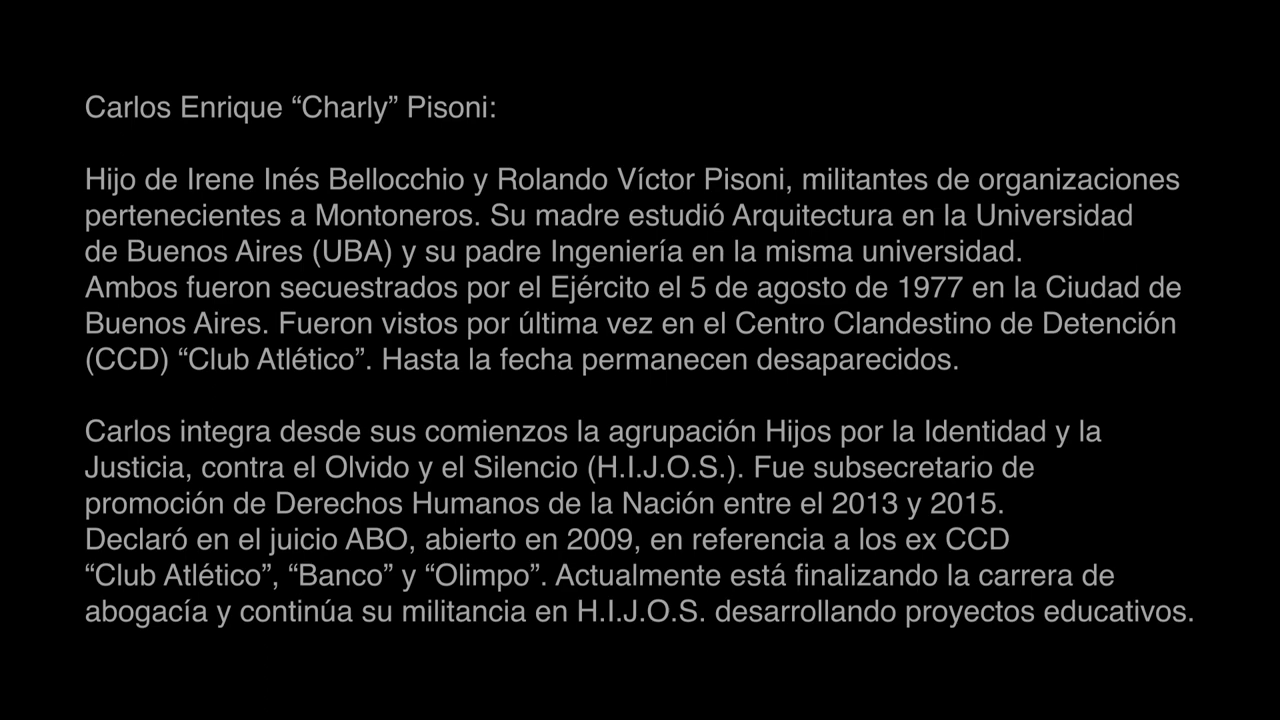 Carlos Enrique “Charly” Pisoni:
Hijo de Irene Inés Bellocchio y Rolando Víctor Pisoni, militantes de organizaciones
pertenecientes a Montoneros. Su madre estudió Arquitectura en la Universidad
de Buenos Aires (UBA) y su padre Ingeniería en la misma universidad.
Ambos fueron secuestrados por el Ejército el 5 de agosto de 1977 en la Ciudad de
Buenos Aires. Fueron vistos por última vez en el Centro Clandestino de Detención
(CCD) “Club Atlético”. Hasta la fecha permanecen desaparecidos.
Carlos integra desde sus comienzos la agrupación Hijos por la Identidad y la
Justicia, contra el Olvido y el Silencio (H.I.J.O.S.). Fue subsecretario de
promoción de Derechos Humanos de la Nación entre el 2013 y 2015.
Declaró en el juicio ABO, abierto en 2009, en referencia a los ex CCD
“Club Atlético”, “Banco” y “Olimpo”. Actualmente está finalizando la carrera de
abogacía y continúa su militancia en H.I.J.O.S. desarrollando proyectos educativos.